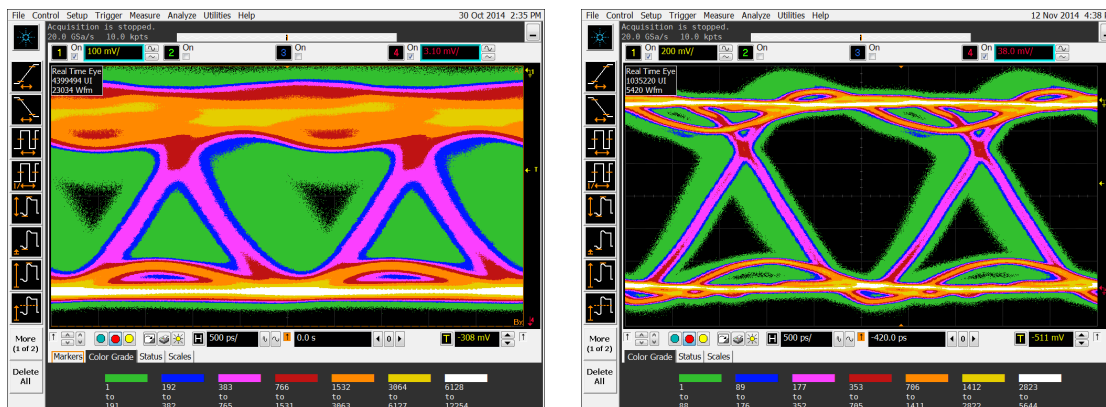 File Control Setup Trigger Measure Analyze Utilities Help 30 Oct 2014 2:35 PM
Acquisition is stopped.
20.0 GSa/s 10.0 kpts
1 On 100 mV/ 2 On 3 On 4 On 3.10 mV/
Real Time Eye
4399494 UI
23034 Wfm
T
By
More
(1 of 2)
H 500 ps/ 0.0 s 0 T -308 mV
Delete
All
Markers Color Grade Status Scales
1 192 383 766 1532 3064 6128
to to to to to to to
191 382 765 1531 3063 6127 12254
File Control Setup Trigger Measure Analyze Utilities Help 12 Nov 2014 4:38 P
Acquisition is stopped.
20.0 GSa/s 10.0 kpts
1 On 200 mV/ 2 On 3 On 4 On 38.0 mV/
Real Time Eye
1035220 UI
5420 Wfm
More
(1 of 2)
H 500 ps/ -420.0 ps 0 T -511 mV
Delete
All
Color Grade Status Scales
1 89 177 353 706 1412 2823
to to to to to to to
88 176 352 705 1411 2822 5644